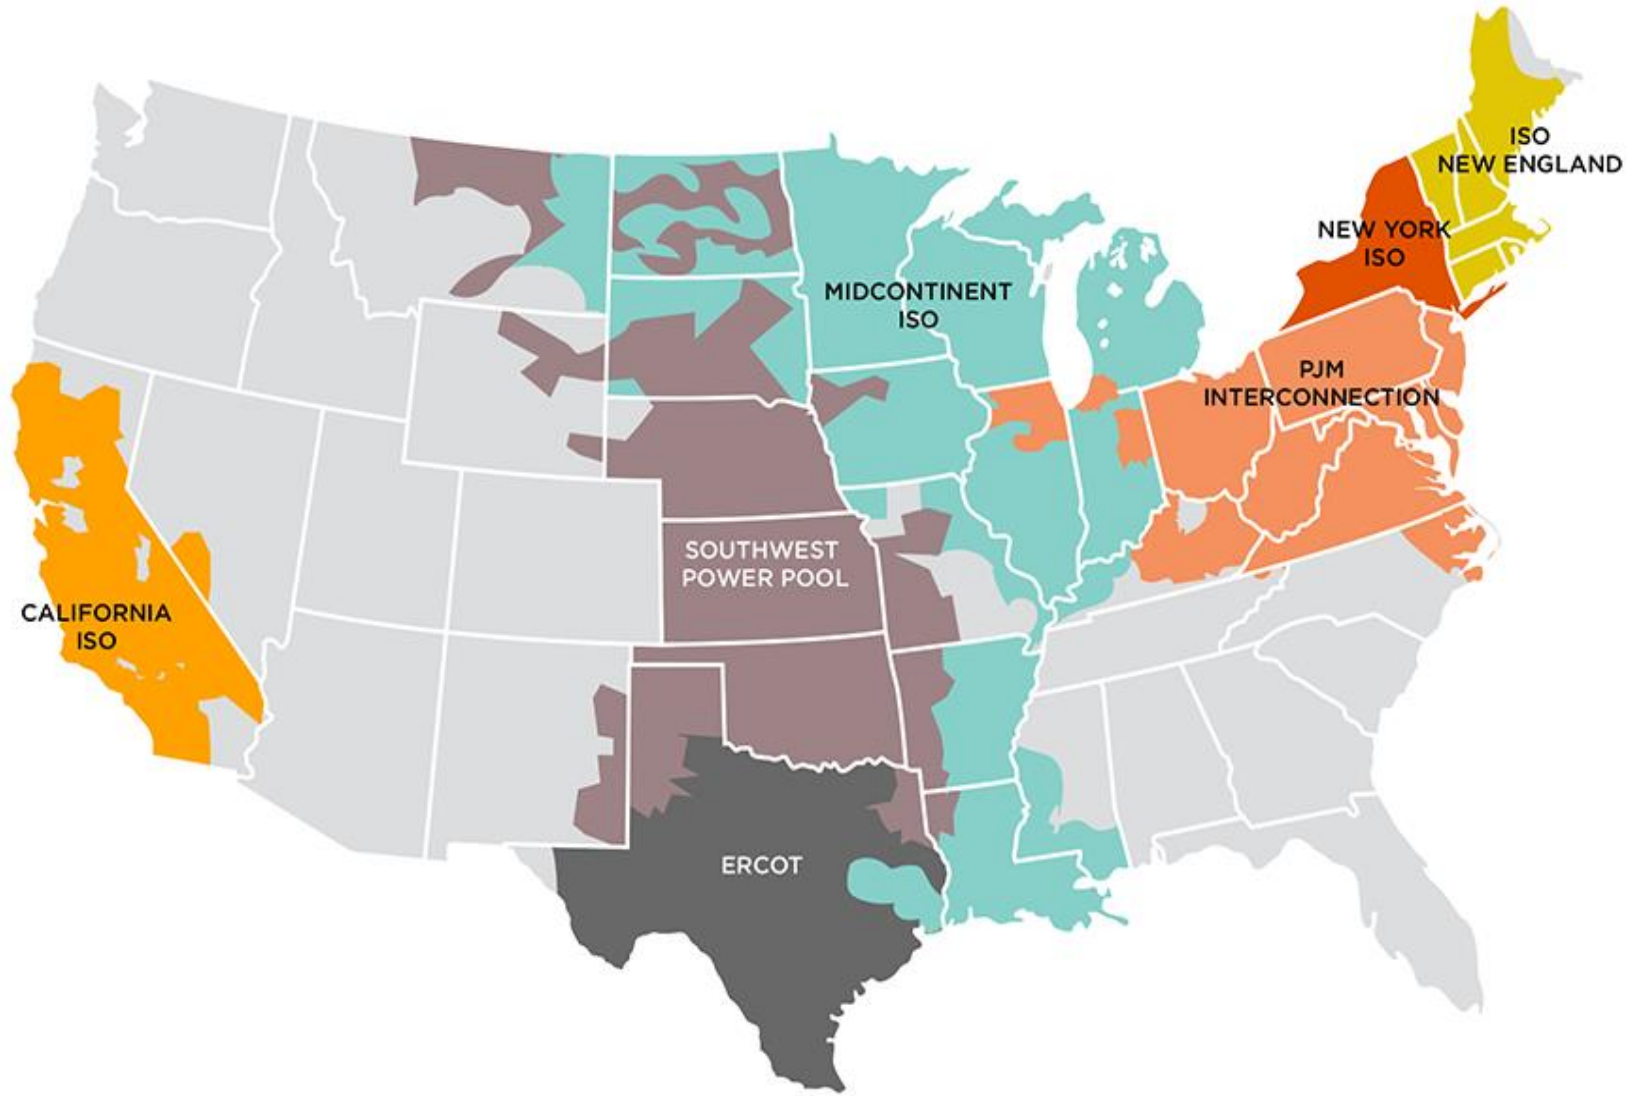 ISO
NEW ENGLAND
NEW YORK
ISO
MIDCONTINENT
ISO
PJM
INTERCONNECTION
SOUTHWEST
POWER POOL
CALIFORNIA
ISO
ERCOT